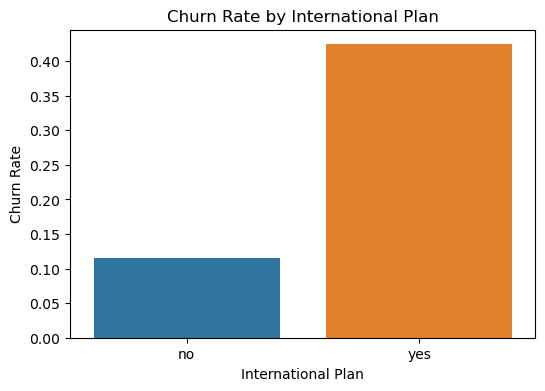 Churn Rate by International Plan
Churn Rate
0.40
0.35
0.30
0.25
0.20
0.15
0.10
0.05
0.00
no yes
International Plan